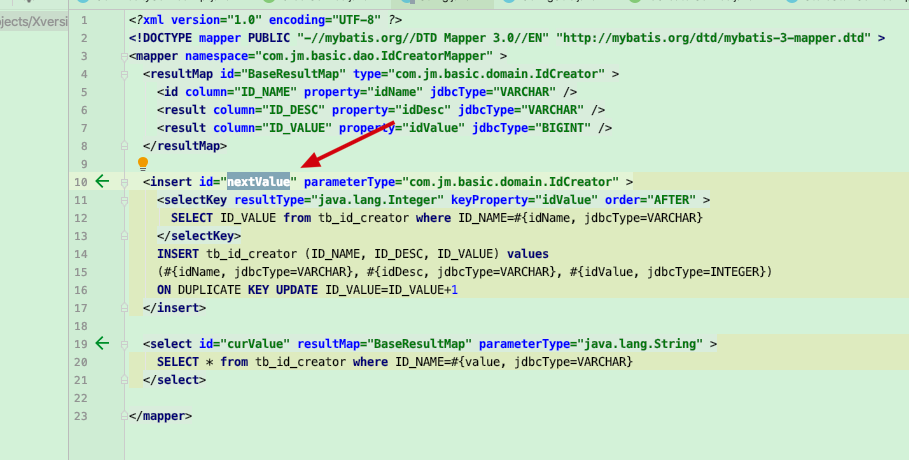 ojects/Xversi
1 <?xml version="1.0" encoding="UTF-8" ?>
2 <!DOCTYPE mapper PUBLIC "-//mybatis.org//DTD Mapper 3.0//EN" "http://mybatis.org/dtd/mybatis-3-mapper.dtd" >
3 <mapper namespace="com.jm.basic.dao.IdCreatorMapper" >
4 <resultMap id="BaseResultMap" type="com.jm.basic.domain.IdCreator" >
5 <id column="ID_NAME" property="idName" jdbcType="VARCHAR" />
6 <result column="ID_DESC" property="idDesc" jdbcType="VARCHAR" />
7 <result column="ID_VALUE" property="idValue" jdbcType="BIGINT" />
8 </resultMap>
9
10 <insert id="nextValue" parameterType="com.jm.basic.domain.IdCreator" >
11 <selectKey resultType="java.lang.Integer" keyProperty="idValue" order="AFTER" >
12 SELECT ID_VALUE from tb_id_creator where ID_NAME=#{idName, jdbcType=VARCHAR}
13 </selectKey>
14 INSERT tb_id_creator (ID_NAME, ID_DESC, ID_VALUE) values
15 (#{idName, jdbcType=VARCHAR}, #{idDesc, jdbcType=VARCHAR}, #{idValue, jdbcType=INTEGER})
16 ON DUPLICATE KEY UPDATE ID_VALUE=ID_VALUE+1
17 </insert>
18
19 <select id="curValue" resultMap="BaseResultMap" parameterType="java.lang.String" >
20 SELECT * from tb_id_creator where ID_NAME=#{value, jdbcType=VARCHAR}
21 </select>
22
23 </mapper>